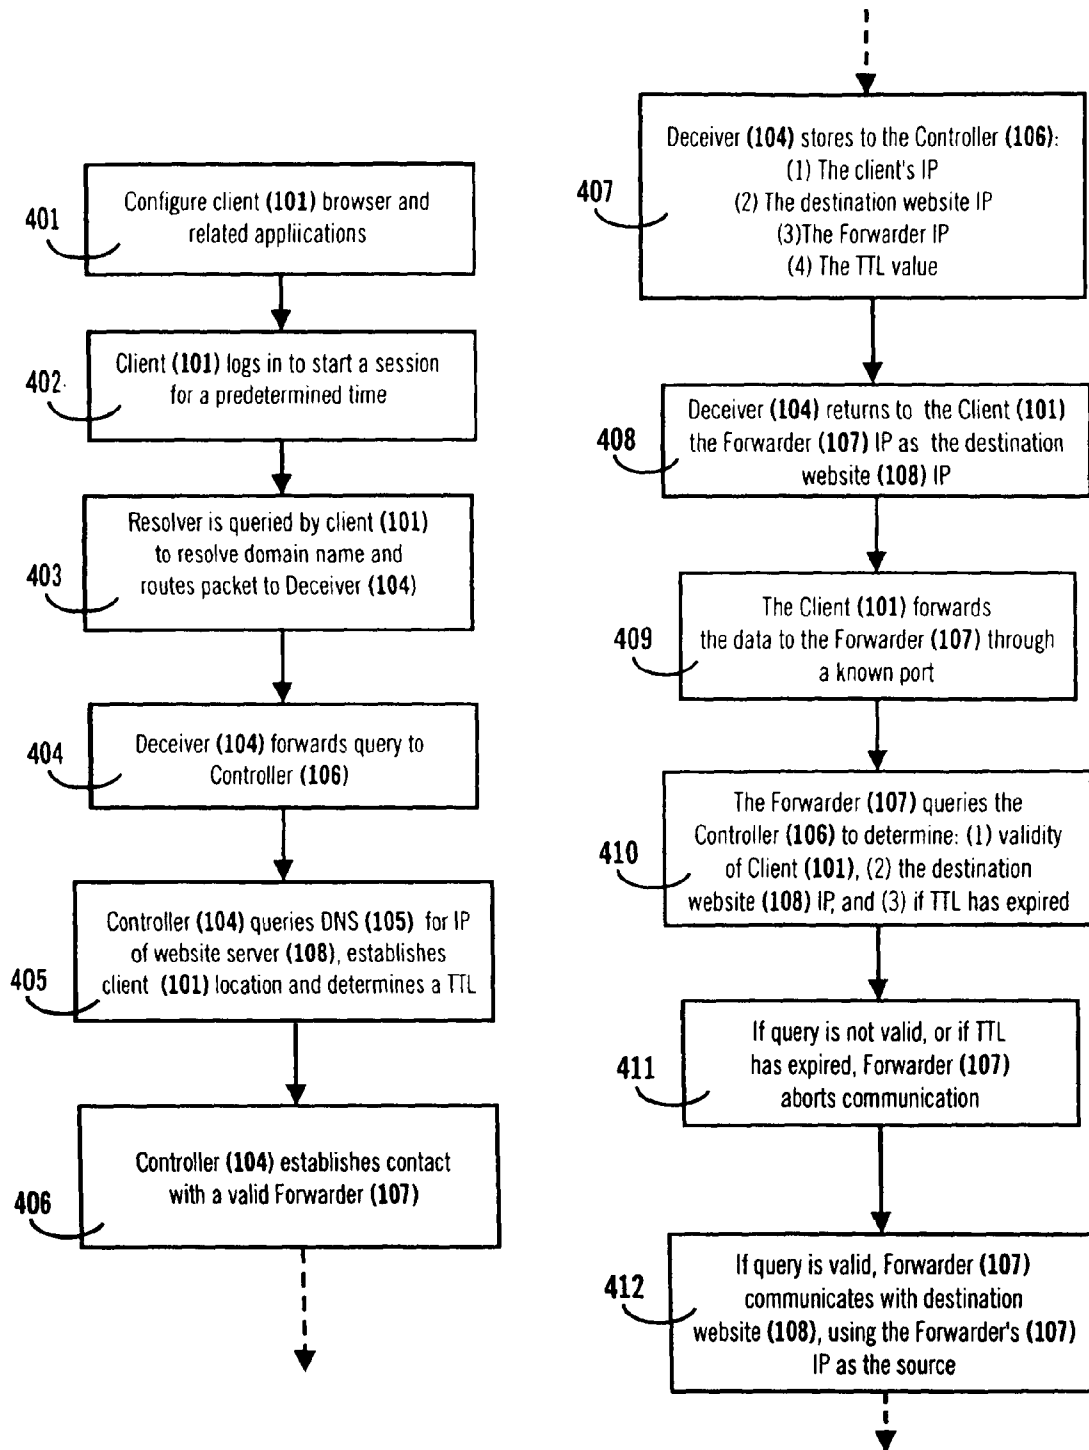 401
Configure client (101) browser and
related appliications
402
Client (101) logs in to start a session
for a predetermined time
403
Resolver is queried by client (101)
to resolve domain name and
routes packet to Deceiver (104)
404
Deceiver (104) forwards query to
Controller (106)
405
Controller (104) queries DNS (105) for IP
of website server (108), establishes
client (101) location and determines a TTL
406
Controller (104) establishes contact
with a valid Forwarder (107)
407
Deceiver (104) stores to the Controller (106):
(1) The client's IP
(2) The destination website IP
(3)The Forwarder IP
(4) The TTL value
408
Deceiver (104) returns to the Client (101)
the Forwarder (107) IP as the destination
website (108) IP
409
The Client (101) forwards
the data to the Forwarder (107) through
a known port
410
The Forwarder (107) queries the
Controller (106) to determine: (1) validity
of Client (101), (2) the destination
website (108) IP, and (3) if TTL has expired
411
If query is not valid, or if TTL
has expired, Forwarder (107)
aborts communication
412
If query is valid, Forwarder (107)
communicates with destination
website (108), using the Forwarder's (107)
IP as the source